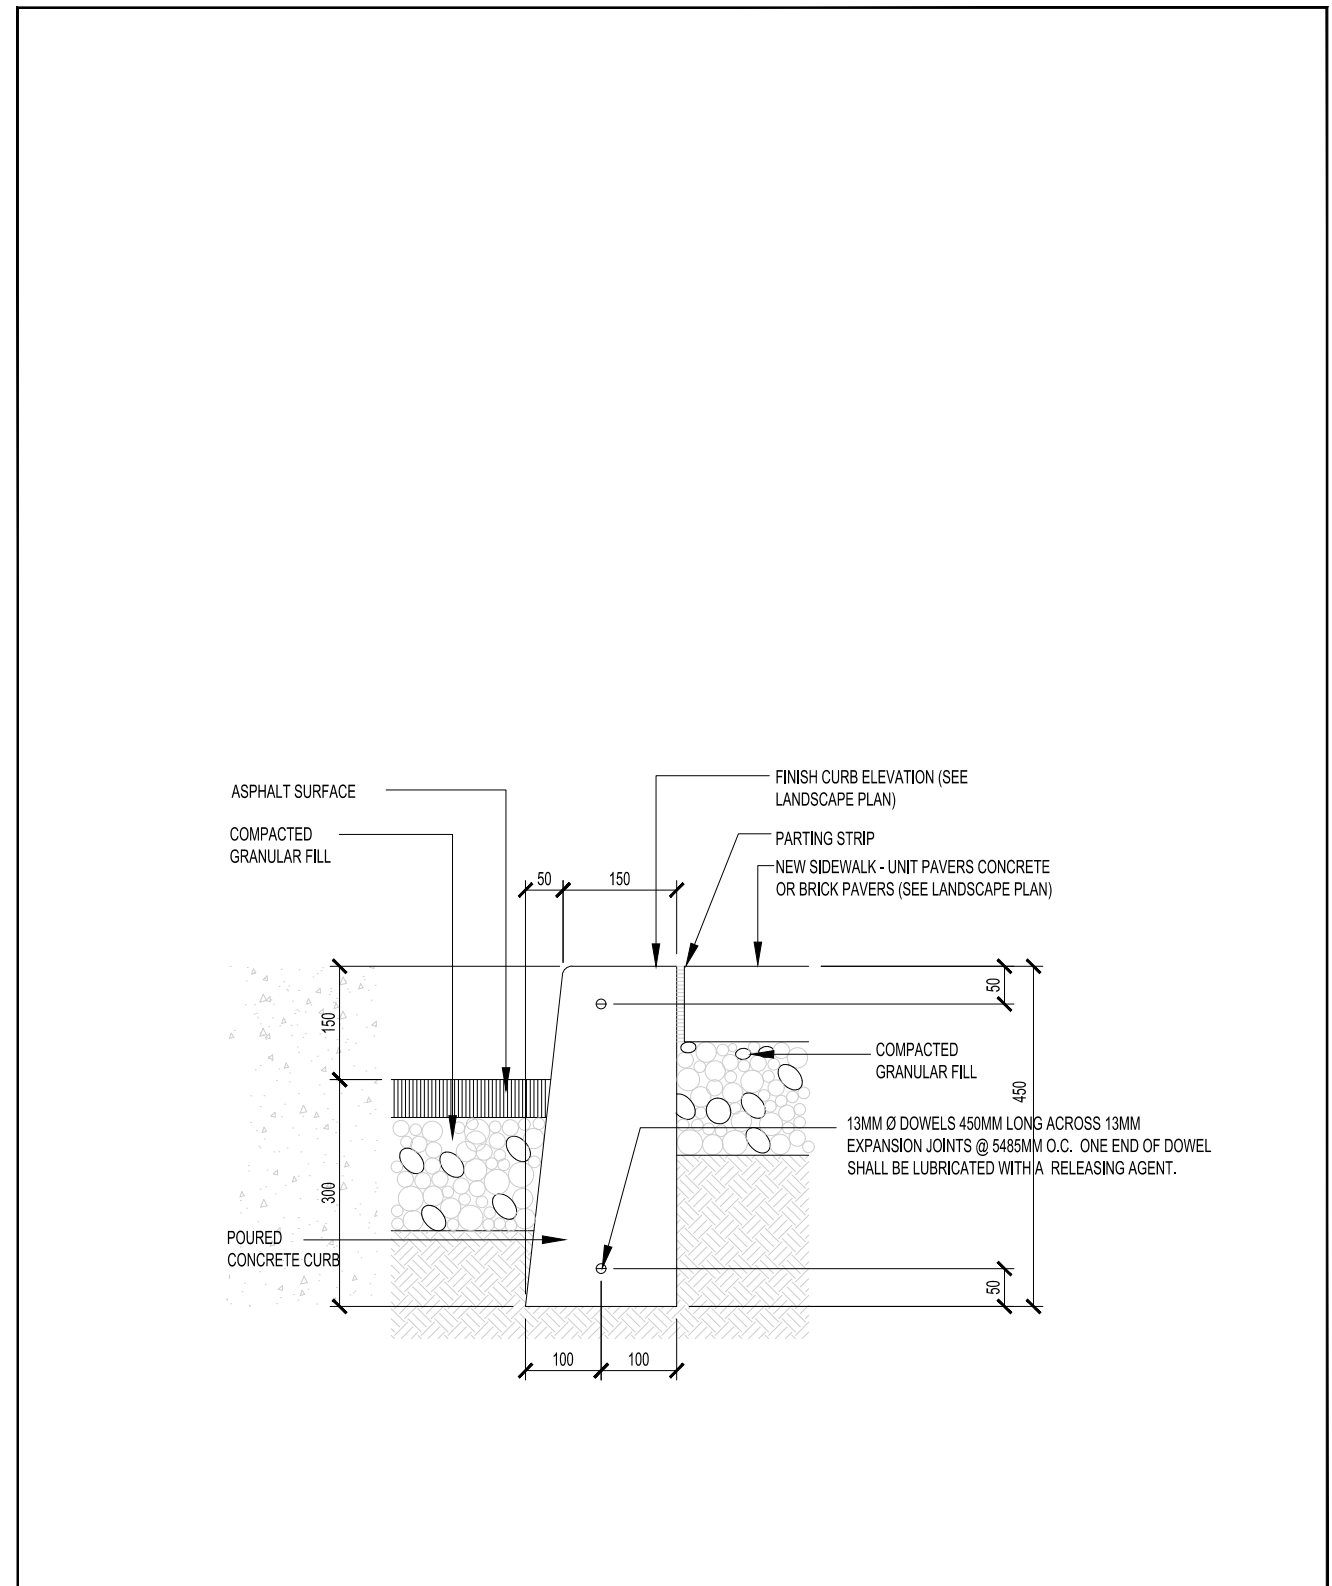 FINISH CURB ELEVATION (SEE
LANDSCAPE PLAN)
ASPHALT SURFACE
COMPACTED
GRANULAR FILL
PARTING STRIP
NEW SIDEWALK - UNIT PAVERS CONCRETE
OR BRICK PAVERS (SEE LANDSCAPE PLAN)
50
150
150
50
COMPACTED
GRANULAR FILL
450
13MM Ø DOWELS 450MM LONG ACROSS 13MM
EXPANSION JOINTS @ 5485MM O.C. ONE END OF DOWEL
SHALL BE LUBRICATED WITH A RELEASING AGENT.
300
POURED
CONCRETE CURB
50
100
100